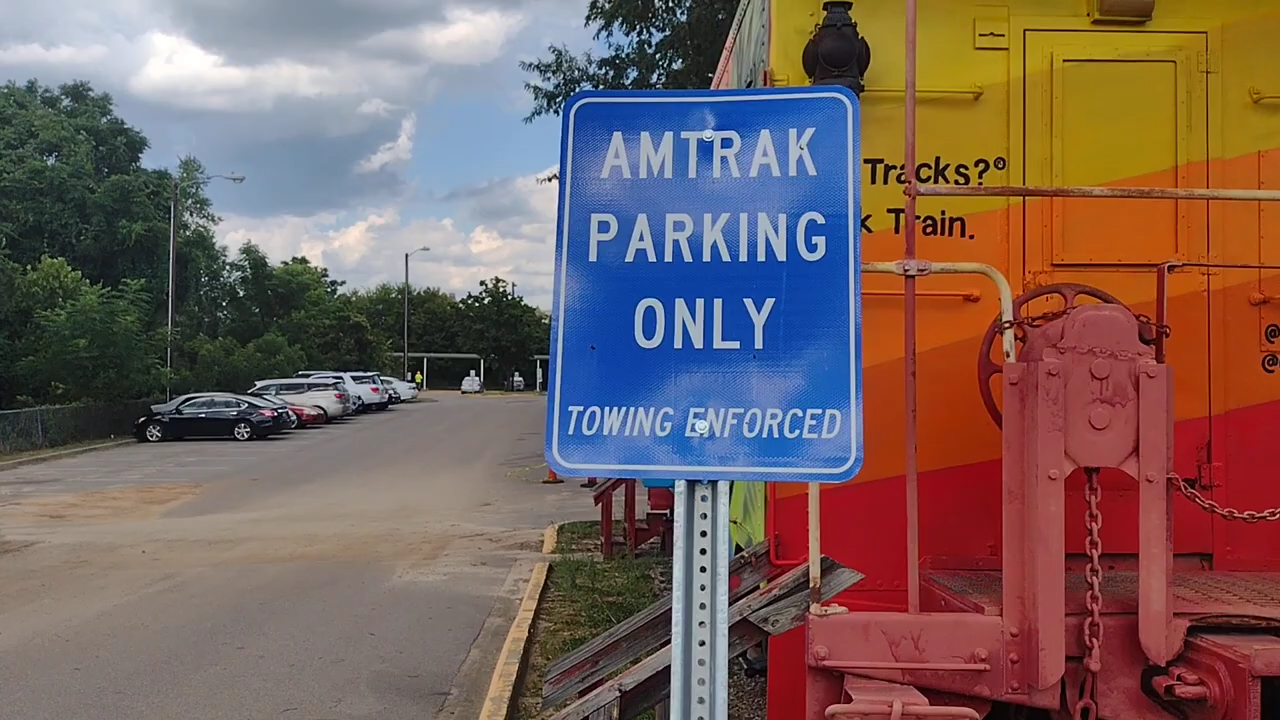 AMTRAK
PARKING
ONLY
TOWING ENFORCED
Tracks?®
k Train.
@
@